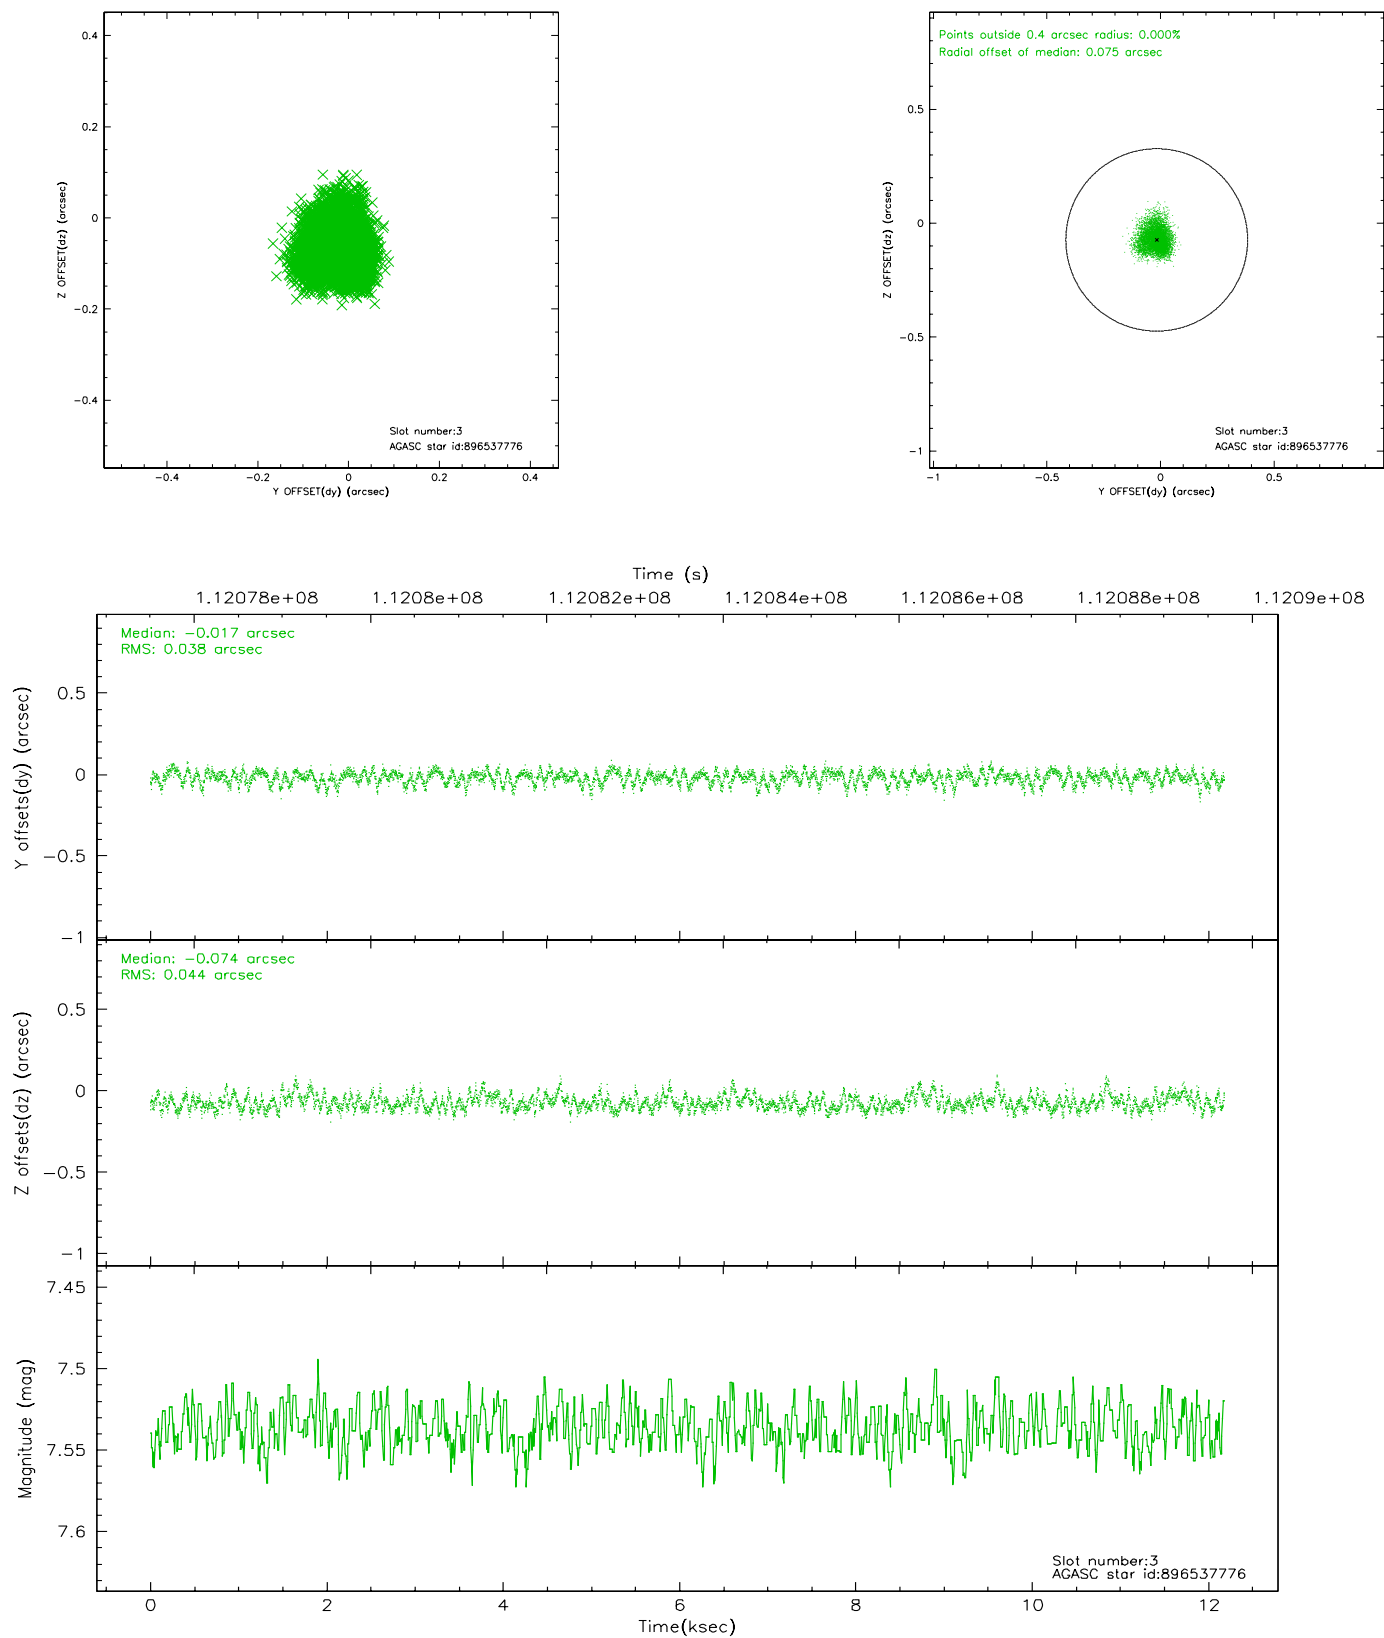 0.4
0.2
0
-0.2
-0.4
Z OFFSET(dz) (arcsec)
-0.4 -0.2 0 0.2 0.4
Y OFFSET(dy) (arcsec)
Slot number:3
AGASC star id:896537776
Points outside 0.4 arcsec radius: 0.000%
Radial offset of median: 0.075 arcsec
0.5
0
-0.5
-1
Z OFFSET(dz) (arcsec)
-1 -0.5 0 0.5
Y OFFSET(dy) (arcsec)
Slot number:3
AGASC star id:896537776
Time (s)
1.12078e+08 1.1208e+08 1.12082e+08 1.12084e+08 1.12086e+08 1.12088e+08 1.1209e+08
Median: -0.017 arcsec
RMS: 0.038 arcsec
0.5
0
-0.5
-1
Y offsets(dy) (arcsec)
Median: -0.074 arcsec
RMS: 0.044 arcsec
0.5
0
-0.5
-1
Z offsets(dz) (arcsec)
7.45
7.5
7.55
7.6
Magnitude (mag)
Slot number:3
AGASC star id:896537776
0 2 4 6 8 10 12
Time(ksec)